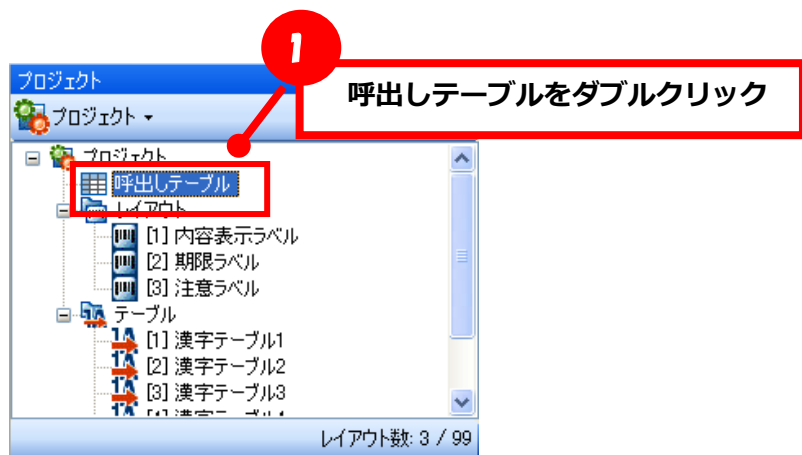 1
呼出しテーブルをダブルクリック
プロジェクト
プロジェクト
プロジェクト
呼出しテーブル
レイアウト
[1] 内容表示ラベル
[2] 期限ラベル
[3] 注意ラベル
テーブル
[1] 漢字テーブル1
[2] 漢字テーブル2
[3] 漢字テーブル3
レイアウト数: 3 / 99